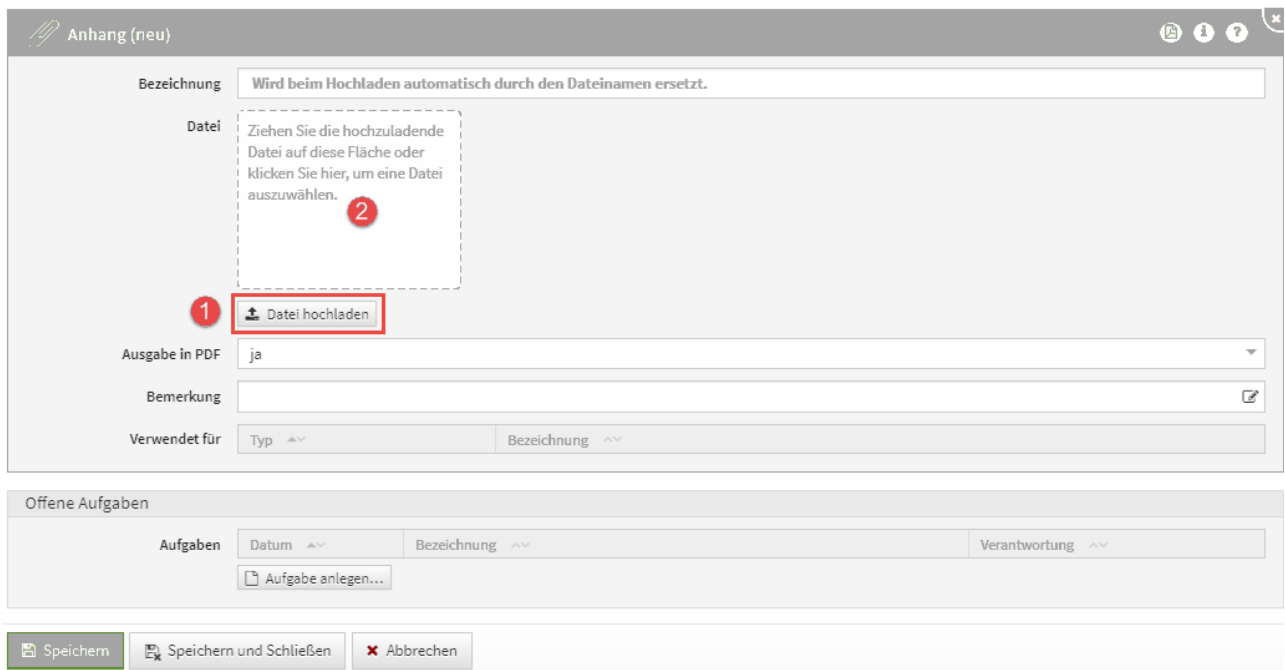 Anhang (neu)
Bezeichnung Wird beim Hochladen automatisch durch den Dateinamen ersetzt.
Datei Ziehen Sie die hochzuladende
Datei auf diese Fläche oder
klicken Sie hier, um eine Datei
auszuwählen.
2
1 Datei hochladen
Ausgabe in PDF ja
Bemerkung
Verwendet für Typ Bezeichnung
Offene Aufgaben
Aufgaben Datum Bezeichnung Verantwortung
Aufgabe anlegen...
Speichern Speichern und Schließen Abbrechen